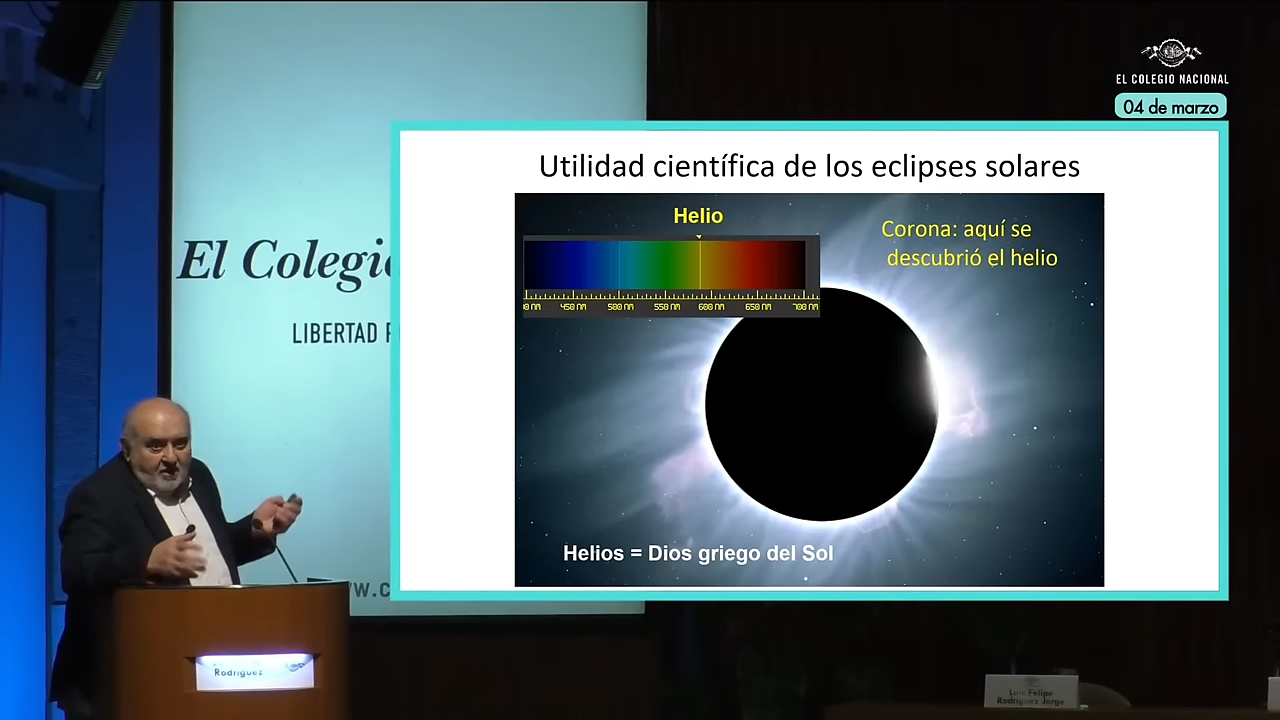 EL COLEGIO NACIONAL
04 de marzo
Utilidad científica de los eclipses solares
Helio
Corona: aquí se
descubrió el helio
450 nm 500 nm 550 nm 600 nm 650 nm 700 nm
Helios = Dios griego del Sol
El Colegio
LIBERTAD
Rodríguez
Luis Felipe
Rodríguez Jorge